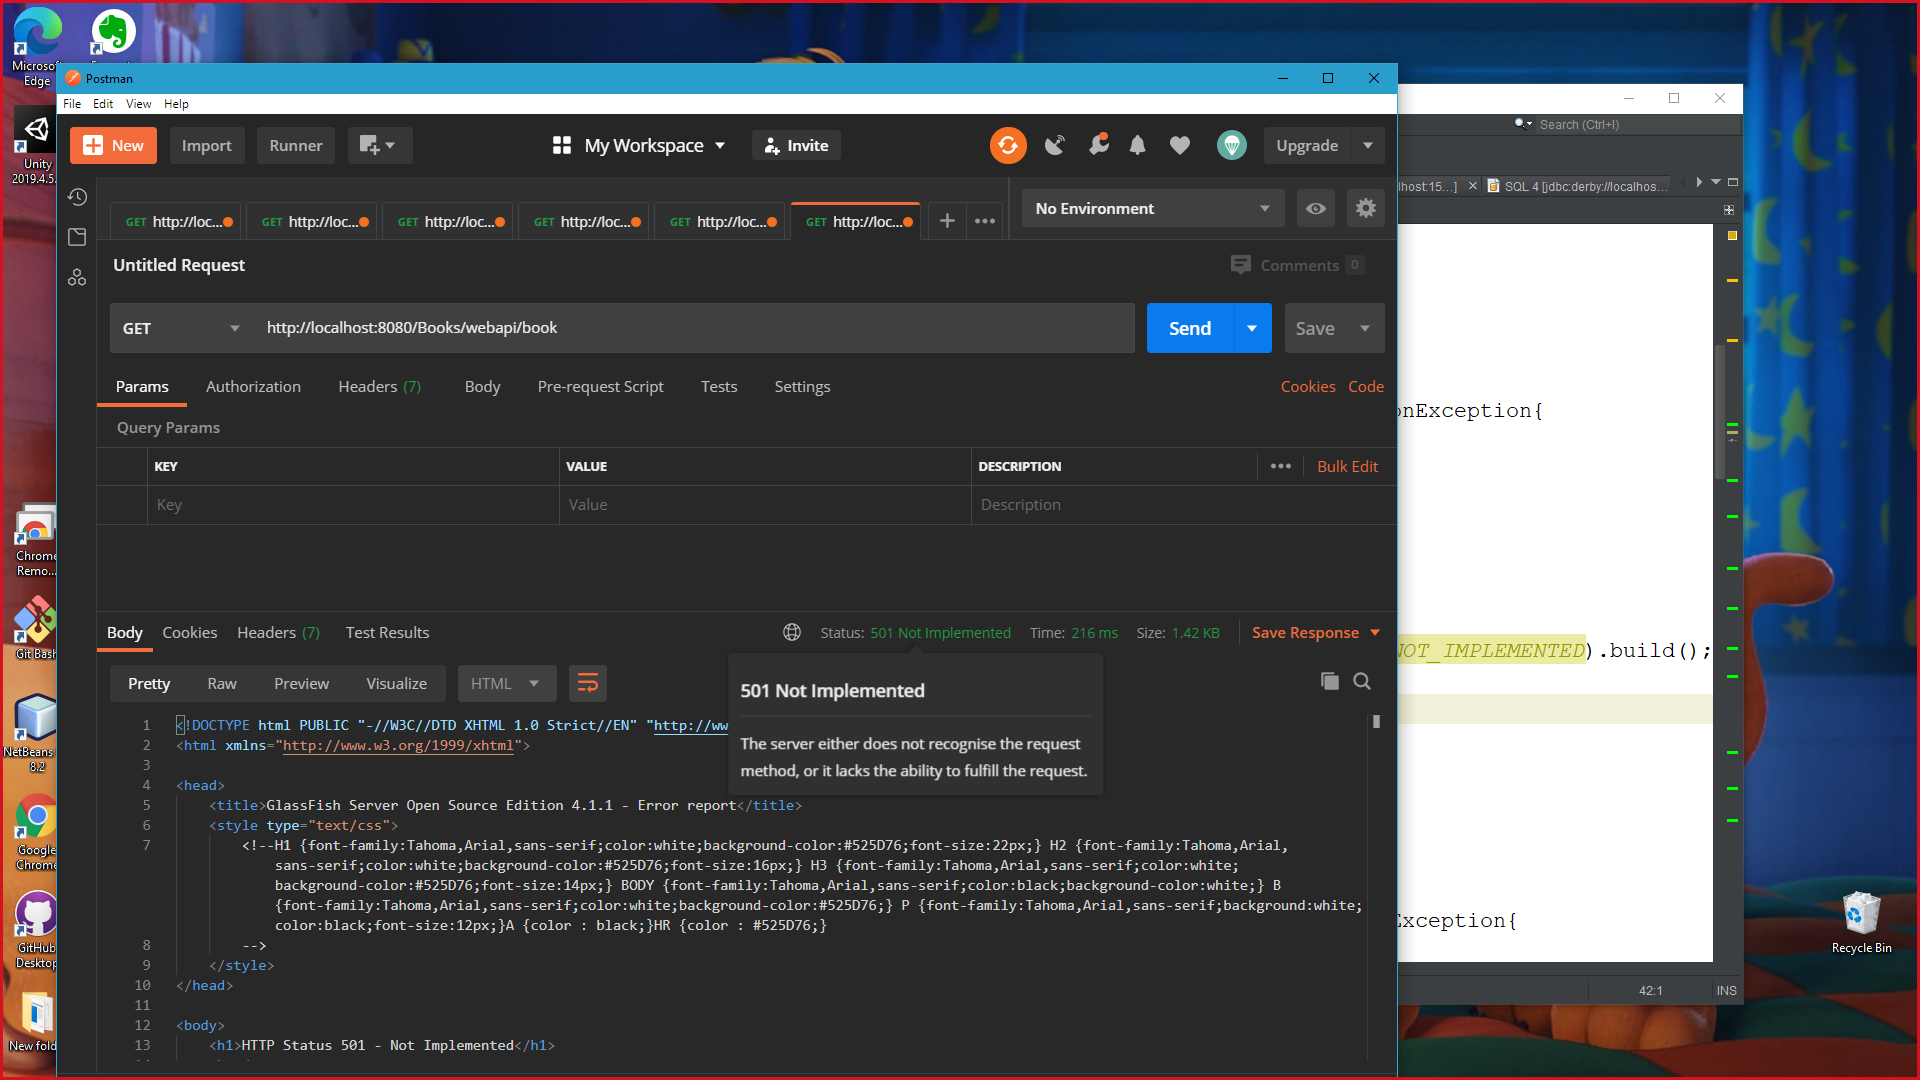 Microsoft
Edge
Unity
2019.4.5.
Chrome
Remo...
Git Bash
NetBeans
8.2
Google
Chrome
GitHub
Desktop
New fold
Recycle Bin
Postman
File Edit View Help
New Import Runner My Workspace Invite Upgrade
GET http://loc... GET http://loc... GET http://loc... GET http://loc... GET http://loc... GET http://loc... No Environment
Untitled Request Comments 0
GET http://localhost:8080/Books/webapi/book Send Save
Params Authorization Headers (7) Body Pre-request Script Tests Settings Cookies Code
Query Params
KEY VALUE DESCRIPTION Bulk Edit
Key Value Description
Body Cookies Headers (7) Test Results Status: 501 Not Implemented Time: 216 ms Size: 1.42 KB Save Response
Pretty Raw Preview Visualize HTML
501 Not Implemented
The server either does not recognise the request
method, or it lacks the ability to fulfill the request.
1 <!DOCTYPE html PUBLIC "-//W3C//DTD XHTML 1.0 Strict//EN" "http://ww
2 <html xmlns="http://www.w3.org/1999/xhtml">
3
4 <head>
5 <title>GlassFish Server Open Source Edition 4.1.1 - Error report</title>
6 <style type="text/css">
7 <!--H1 {font-family:Tahoma,Arial,sans-serif;color:white;background-color:#525D76;font-size:22px;} H2 {font-family:Tahoma,Arial,
sans-serif;color:white;background-color:#525D76;font-size:16px;} H3 {font-family:Tahoma,Arial,sans-serif;color:white;
background-color:#525D76;font-size:14px;} BODY {font-family:Tahoma,Arial,sans-serif;color:black;background-color:white;} B
{font-family:Tahoma,Arial,sans-serif;color:white;background-color:#525D76;} P {font-family:Tahoma,Arial,sans-serif;background:white;
color:black;font-size:12px;}A {color : black;}HR {color : #525D76;}
8 -->
9 </style>
10 </head>
11
12 <body>
13 <h1>HTTP Status 501 - Not Implemented</h1>
Search (Ctrl+I)
lhost:15...] SQL 4 [jdbc:derby://localhos...
onException{
NOT_IMPLEMENTED).build();
Exception{
42:1 INS